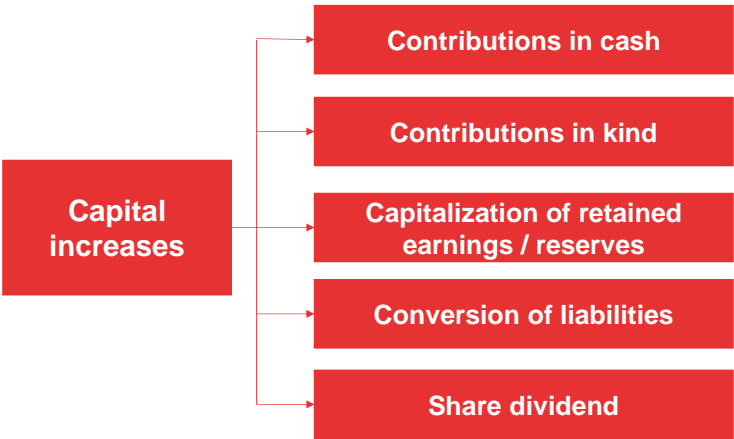 Contributions in cash
Contributions in kind
Capital
increases
Capitalization of retained
earnings / reserves
Conversion of liabilities
Share dividend